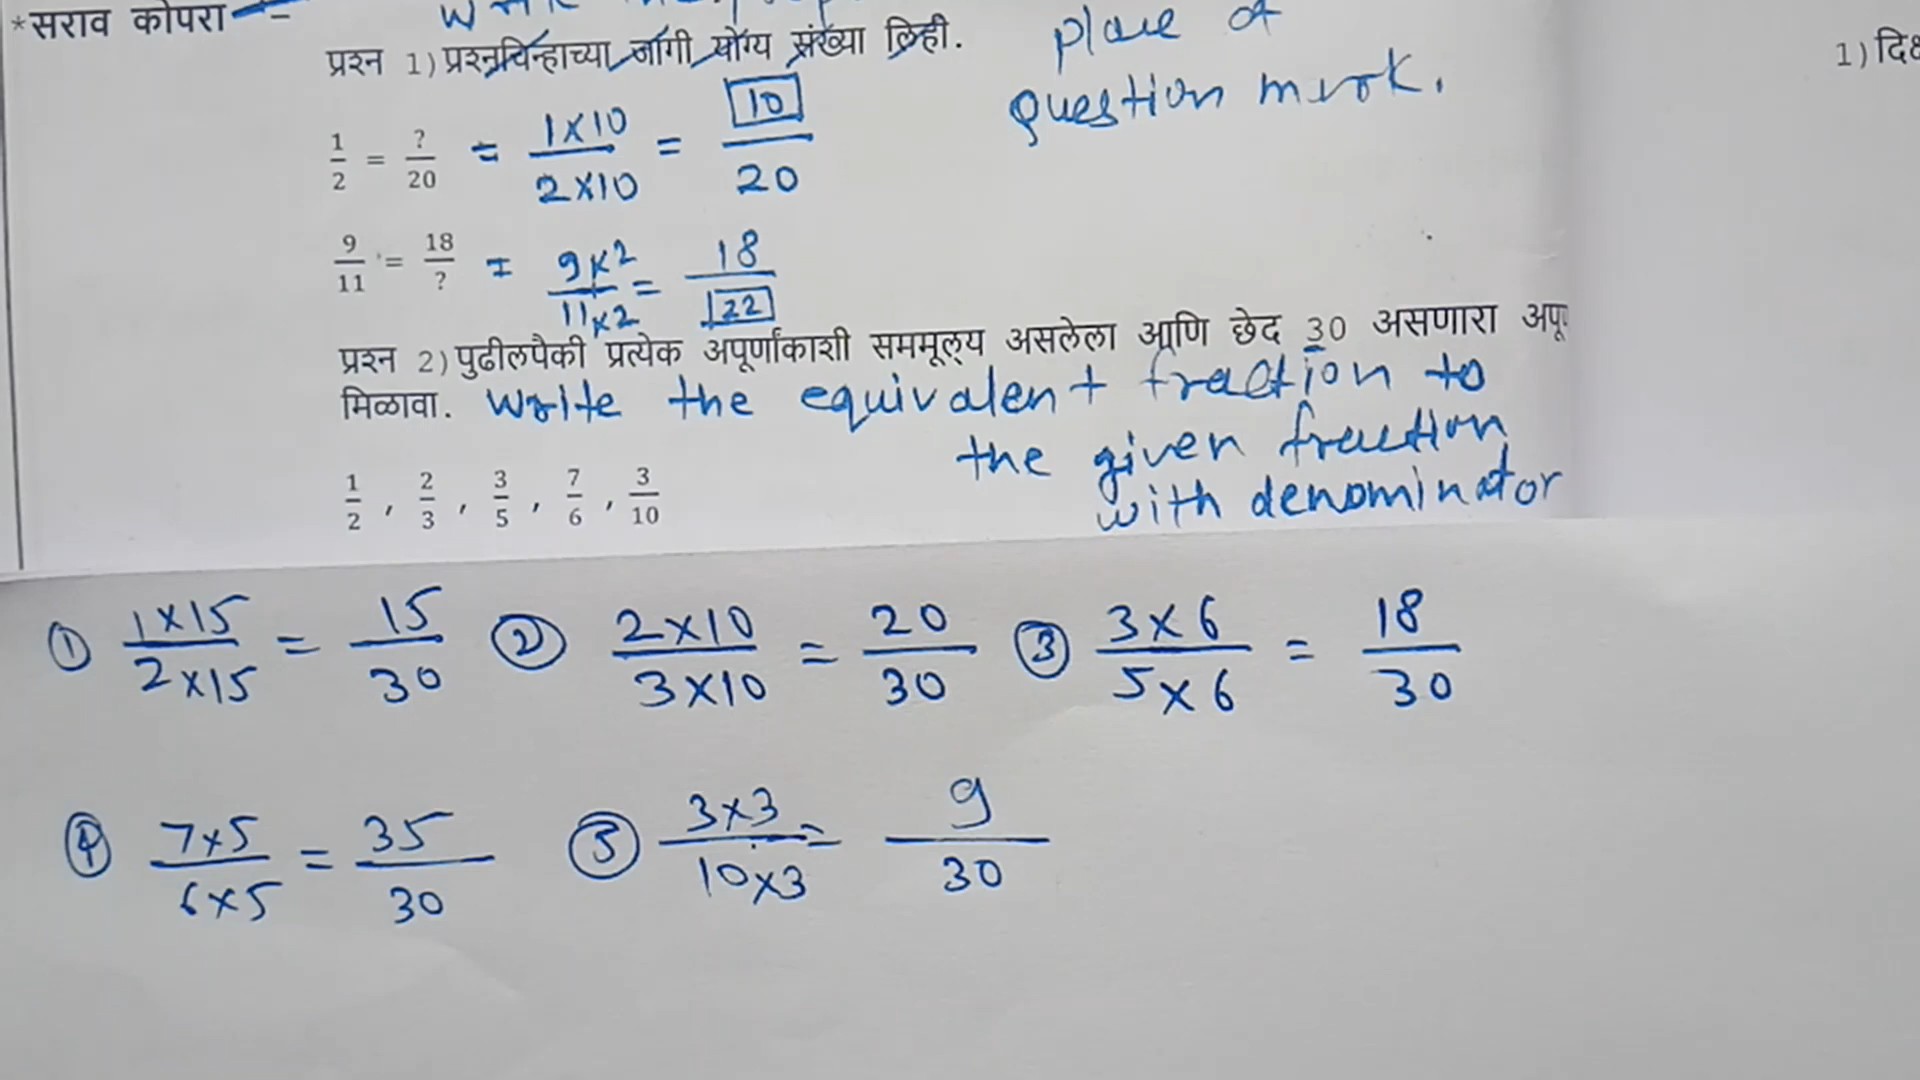 *सराव कोपरा -
प्रश्न 1) प्रश्नचिन्हाच्या जागी योग्य संख्या लिही.
place of
question mark.
1) दि
1/2 = ?/20 = 1×10/2×10 = 10/20
9/11 = 18/? = 9×2/11×2 = 18/22
प्रश्न 2) पुढीलपैकी प्रत्येक अपूर्णांकाशी सममूल्य असलेला आणि छेद 30 असणारा अपू
मिळावा. write the equivalent fraction to
the given fraction
with denominator
1/2 , 2/3 , 3/5 , 7/6 , 3/10
① 1×15/2×15 = 15/30 ② 2×10/3×10 = 20/30 ③ 3×6/5×6 = 18/30
④ 7×5/6×5 = 35/30 ⑤ 3×3/10×3 = 9/30